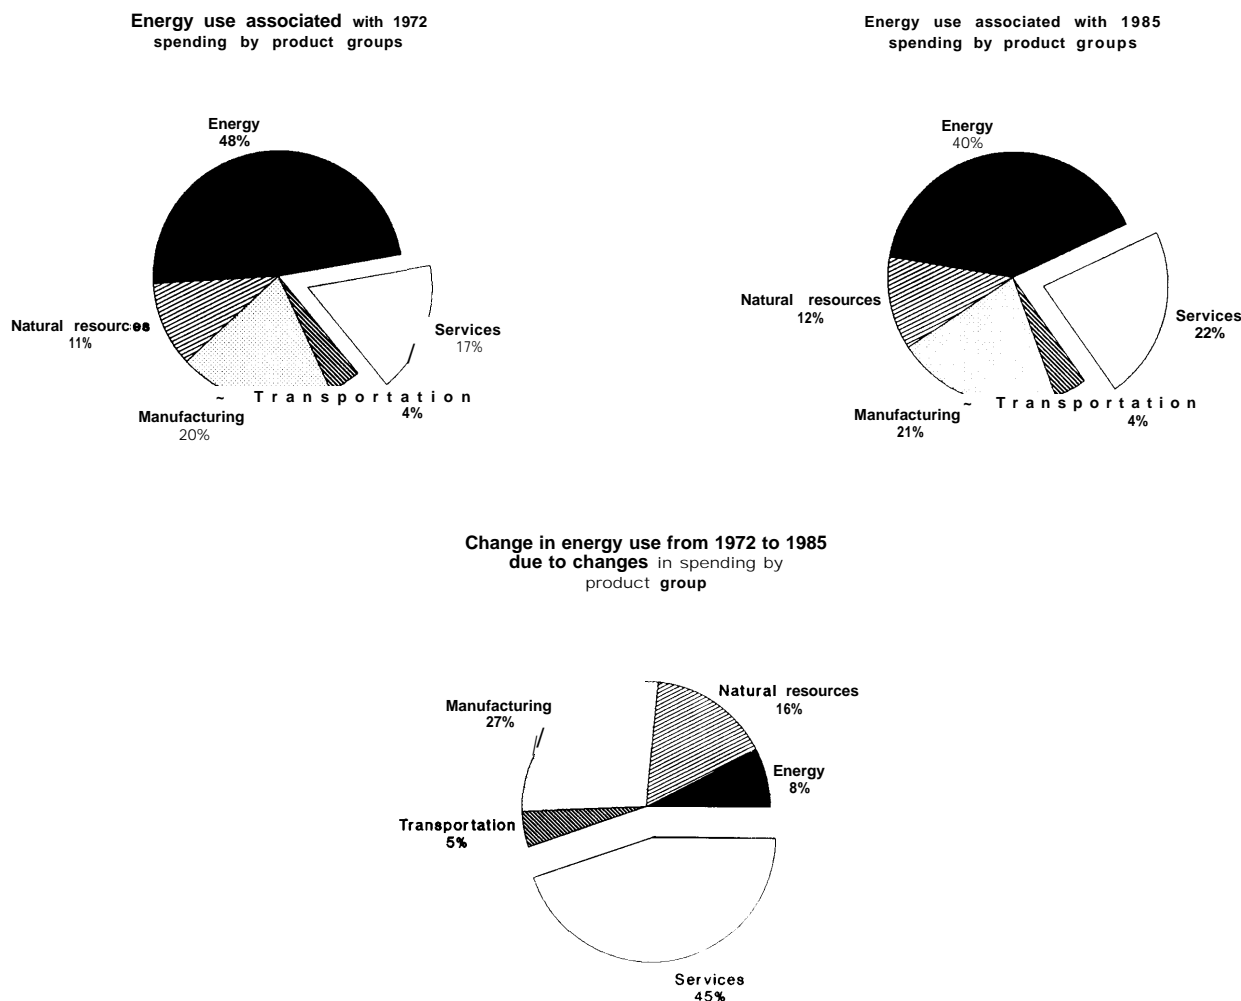 Energy use associated with 1972
spending by product groups
Energy
48%
Natural resources
11%
Services
17%
~ Transportation
4%
Manufacturing
20%
Energy use associated with 1985
spending by product groups
Energy
40%
Natural resources
12%
Services
22%
~ Transportation
4%
Manufacturing
21%
Change in energy use from 1972 to 1985
due to changes in spending by
product group
Manufacturing
27%
Natural resources
16%
Energy
8%
Transportation
5%
Services
45%